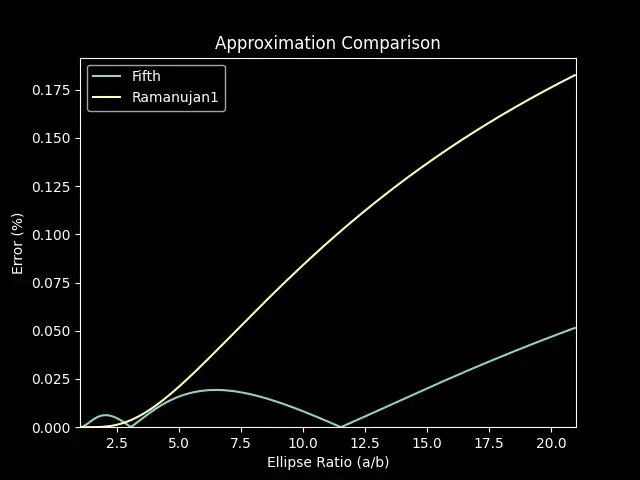 Approximation Comparison
Fifth
Ramanujan1
0.175
0.150
0.125
0.100
0.075
0.050
0.025
0.000
Error (%)
2.5 5.0 7.5 10.0 12.5 15.0 17.5 20.0
Ellipse Ratio (a/b)